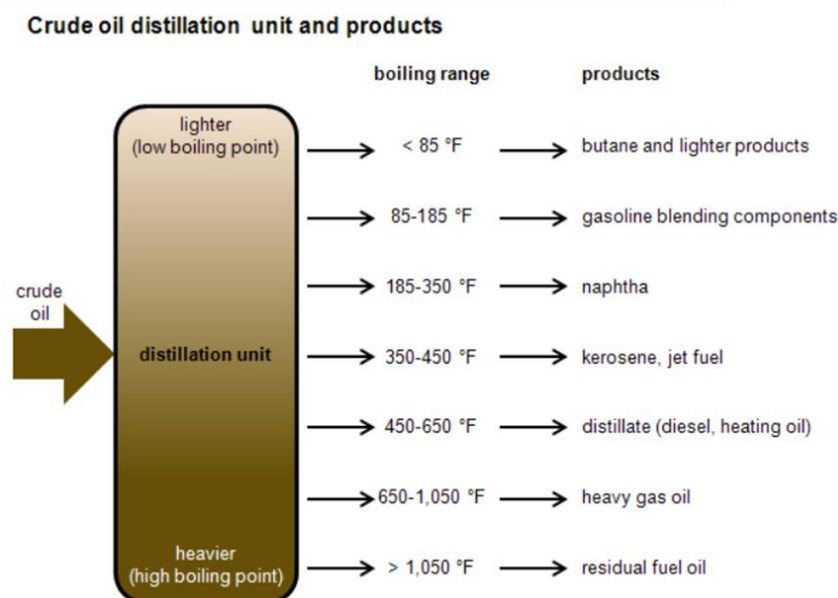 Crude oil distillation unit and products
boiling range products
lighter
(low boiling point)
< 85 °F butane and lighter products
85-185 °F gasoline blending components
185-350 °F naphtha
crude
oil
distillation unit
350-450 °F kerosene, jet fuel
450-650 °F distillate (diesel, heating oil)
650-1,050 °F heavy gas oil
heavier
(high boiling point)
> 1,050 °F residual fuel oil